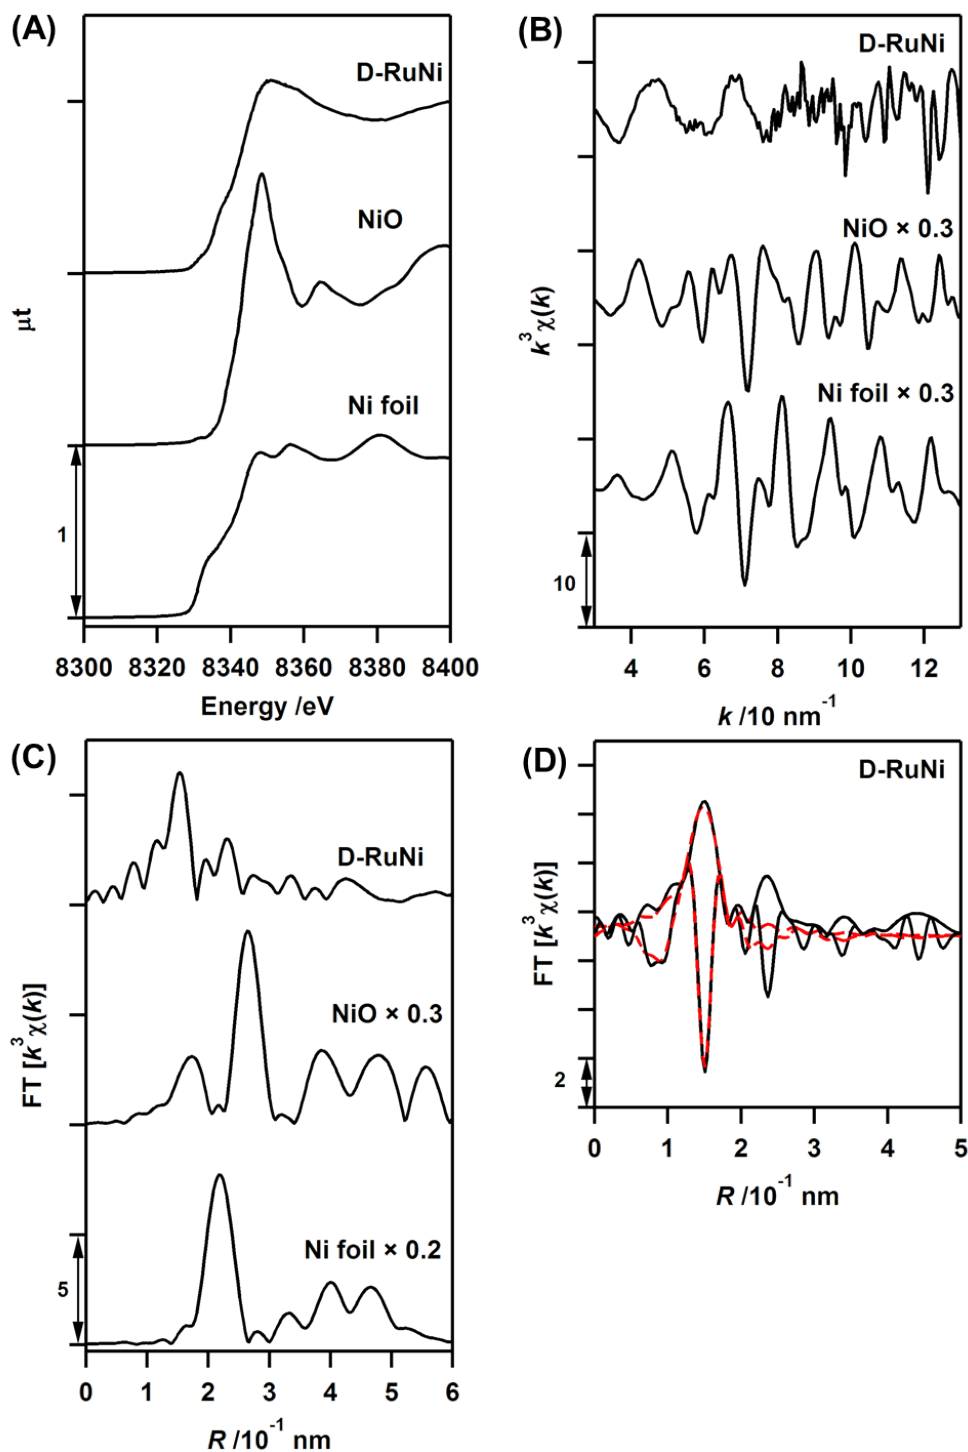 (A)
D-RuNi
NiO
Ni foil
μt
1
8300 8320 8340 8360 8380 8400
Energy /eV
(B)
D-RuNi
NiO × 0.3
Ni foil × 0.3
k³ χ(k)
10
4 6 8 10 12
k /10 nm⁻¹
(C)
D-RuNi
NiO × 0.3
Ni foil × 0.2
FT [k³ χ(k)]
5
0 1 2 3 4 5 6
R /10⁻¹ nm
(D)
D-RuNi
FT [k³ χ(k)]
2
0 1 2 3 4 5
R /10⁻¹ nm